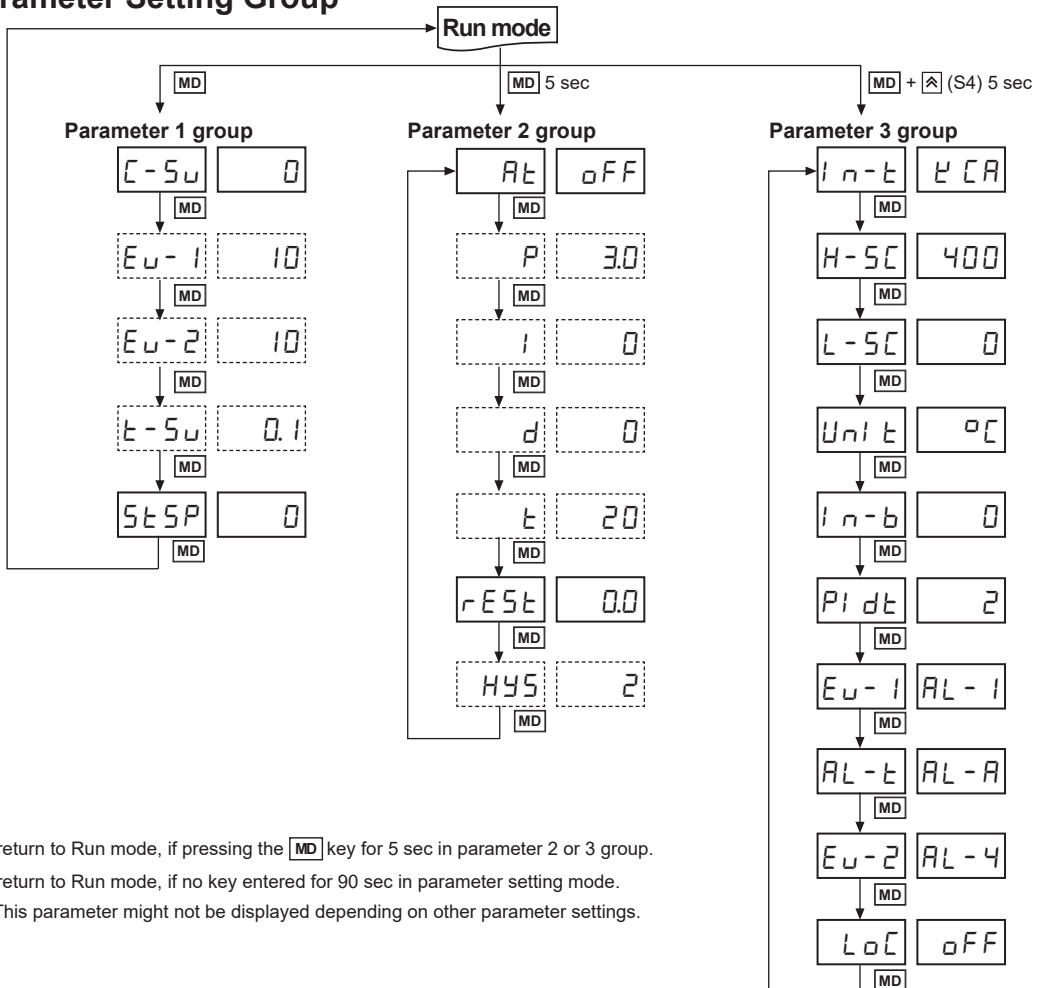 rameter Setting Group
Run mode
MD
MD 5 sec
MD + (S4) 5 sec
Parameter 1 group
C-Sv 0
MD
Ev-1 10
MD
Ev-2 10
MD
t-Sv 0.1
MD
StSP 0
MD
Parameter 2 group
At oFF
MD
P 3.0
MD
I 0
MD
d 0
MD
t 20
MD
rESt 0.0
MD
HYS 2
MD
Parameter 3 group
In-t KCA
MD
H-SC 400
MD
L-SC 0
MD
UnIt °C
MD
In-b 0
MD
PIdt 2
MD
Ev-1 AL-1
MD
AL-t AL-A
MD
Ev-2 AL-4
MD
LoC oFF
MD
return to Run mode, if pressing the MD key for 5 sec in parameter 2 or 3 group.
return to Run mode, if no key entered for 90 sec in parameter setting mode.
This parameter might not be displayed depending on other parameter settings.